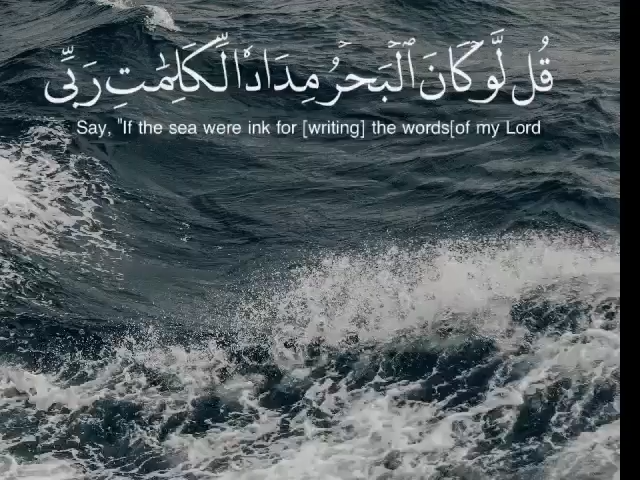 قُل لَّوْ كَانَ ٱلْبَحْرُ مِدَادًا لِّكَلِمَـٰتِ رَبِّى
Say, "If the sea were ink for [writing] the words[of my Lord